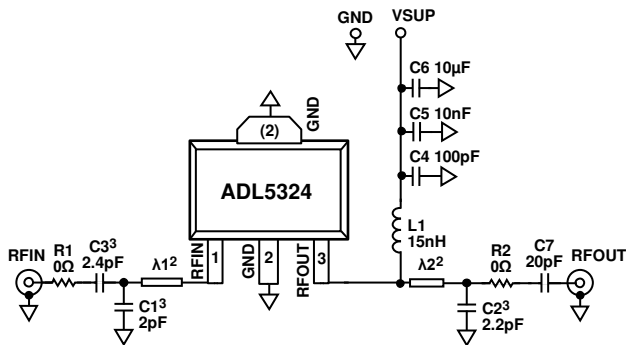 GND VSUP
C6 10µF
C5 10nF
C4 100pF
(2)
GND
ADL5324
L1
15nH
RFIN
R1
0Ω
C3³
2.4pF
λ1²
RFIN
1
GND
2
RFOUT
3
λ2²
R2
0Ω
C7
20pF
RFOUT
C1³
2pF
C2³
2.2pF